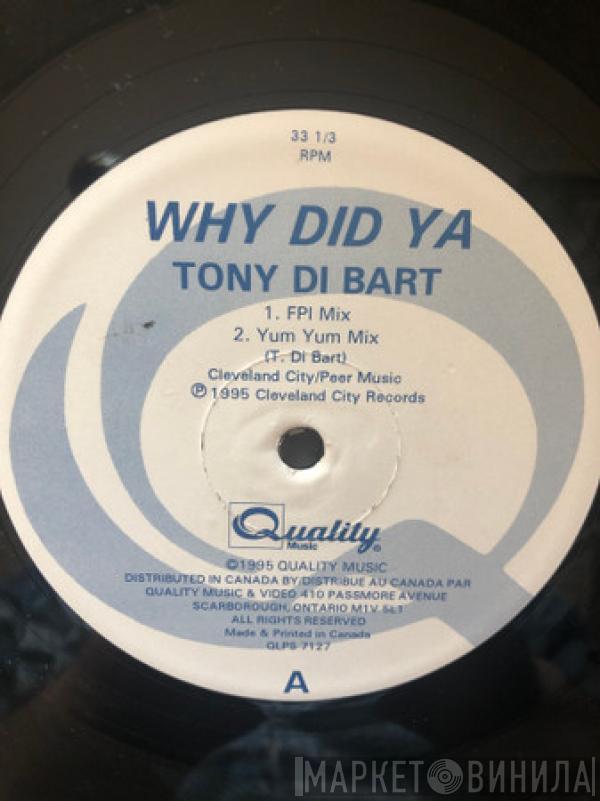 33 1/3
RPM
WHY DID YA
TONY DI BART
1. FPI Mix
2. Yum Yum Mix
(T. Di Bart)
Cleveland City/Peer Music
℗ 1995 Cleveland City Records
Quality
Music ®
©1995 QUALITY MUSIC
DISTRIBUTED IN CANADA BY/DISTRIBUE AU CANADA PAR
QUALITY MUSIC & VIDEO 410 PASSMORE AVENUE
SCARBOROUGH, ONTARIO M1V 5E1
ALL RIGHTS RESERVED
Made & Printed in Canada
QLPS 7127
A
МАРКЕТ ВИНИЛА